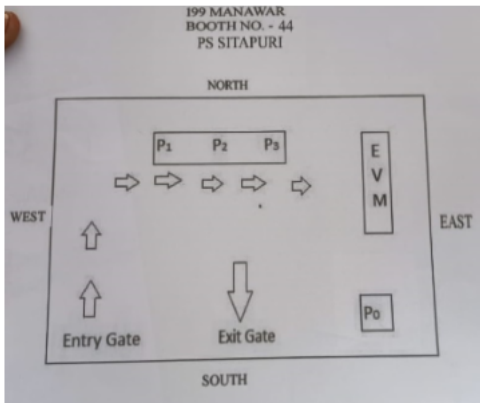 199 MANAWAR
BOOTH NO. - 44
PS SITAPURI
NORTH
P1 P2 P3
E
V
M
WEST
EAST
Po
Entry Gate
Exit Gate
SOUTH